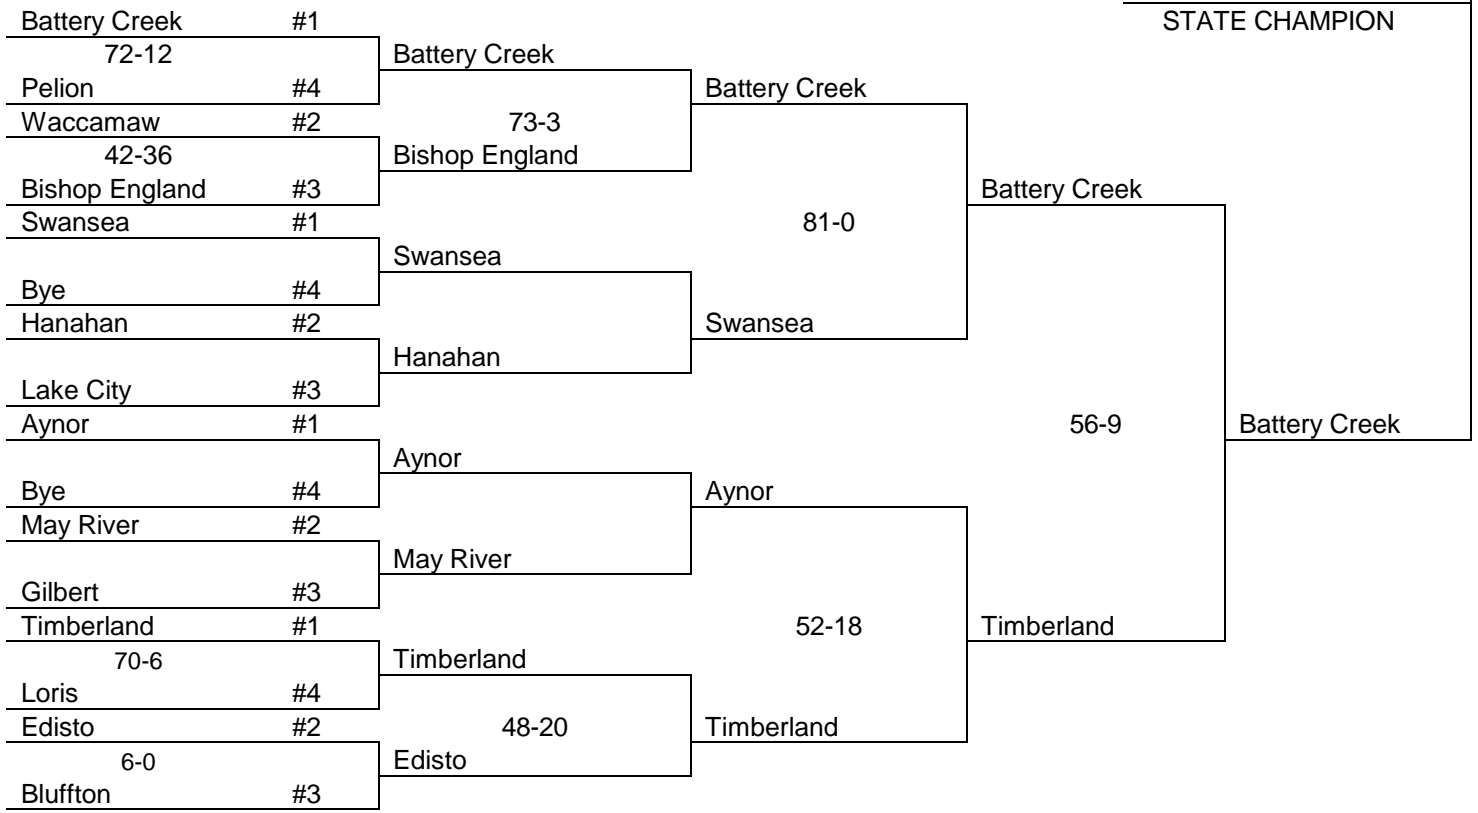 Battery Creek #1
STATE CHAMPION
72-12
Battery Creek
Pelion #4
Battery Creek
Waccamaw #2
73-3
42-36
Bishop England
Bishop England #3
Battery Creek
Swansea #1
81-0
Swansea
Bye #4
Hanahan #2
Swansea
Hanahan
Lake City #3
Aynor #1
56-9
Battery Creek
Aynor
Bye #4
Aynor
May River #2
May River
Gilbert #3
Timberland #1
52-18
Timberland
70-6
Timberland
Loris #4
Edisto #2
48-20
Timberland
6-0
Edisto
Bluffton #3